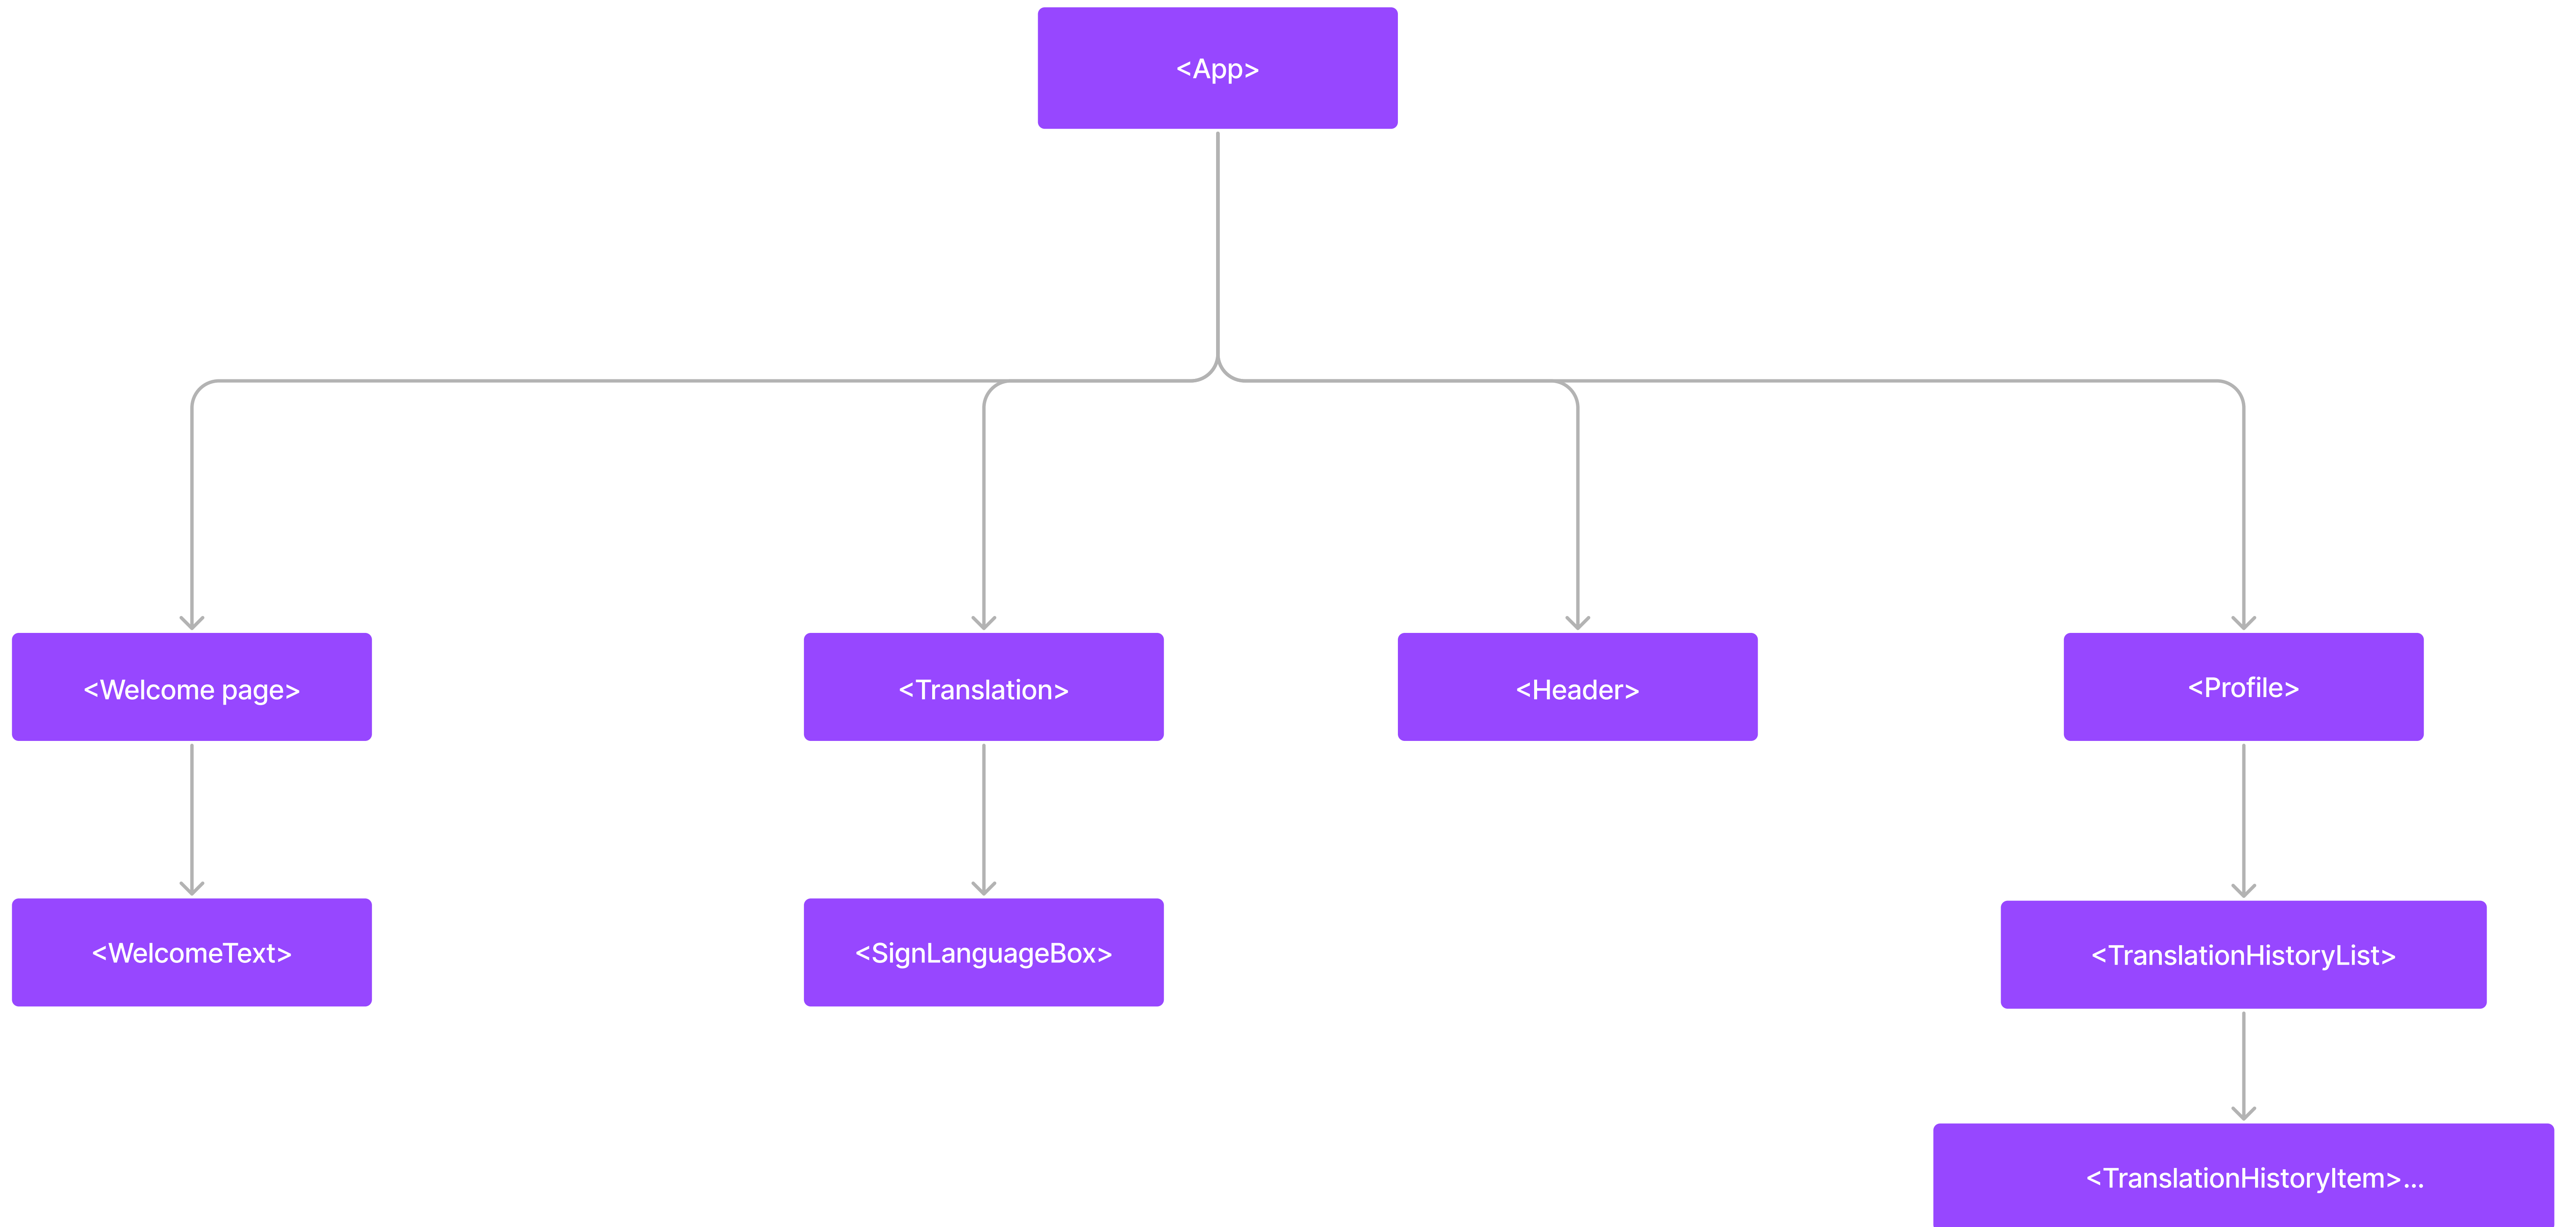 <App>
<Welcome page>
<Translation>
<Header>
<Profile>
<WelcomeText>
<SignLanguageBox>
<TranslationHistoryList>
<TranslationHistoryItem>...